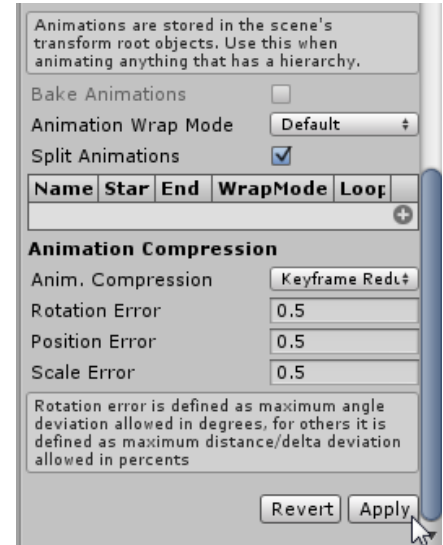 Animations are stored in the scene's
transform root objects. Use this when
animating anything that has a hierarchy.
Bake Animations
Animation Wrap Mode Default
Split Animations
Name Star End WrapMode Loop
Animation Compression
Anim. Compression Keyframe Redu
Rotation Error 0.5
Position Error 0.5
Scale Error 0.5
Rotation error is defined as maximum angle
deviation allowed in degrees, for others it is
defined as maximum distance/delta deviation
allowed in percents
Revert Apply